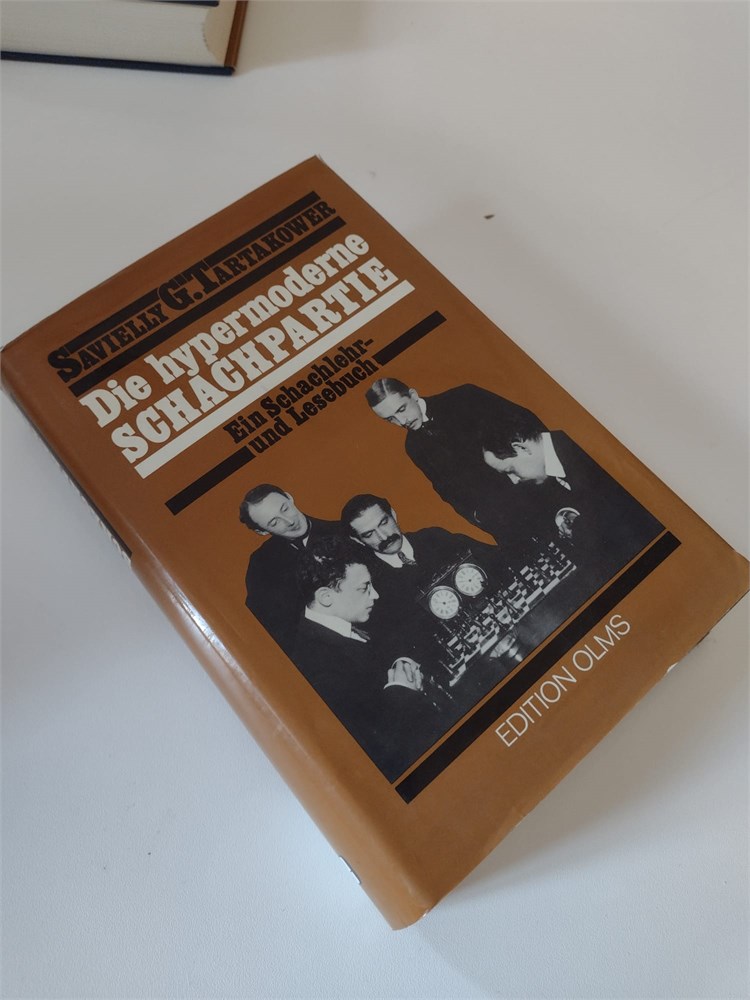 SAVIELLY G. TARTAKOWER
Die hypermoderne
SCHACHPARTIE
Ein Schachlehr-
und Lesebuch
EDITION OLMS